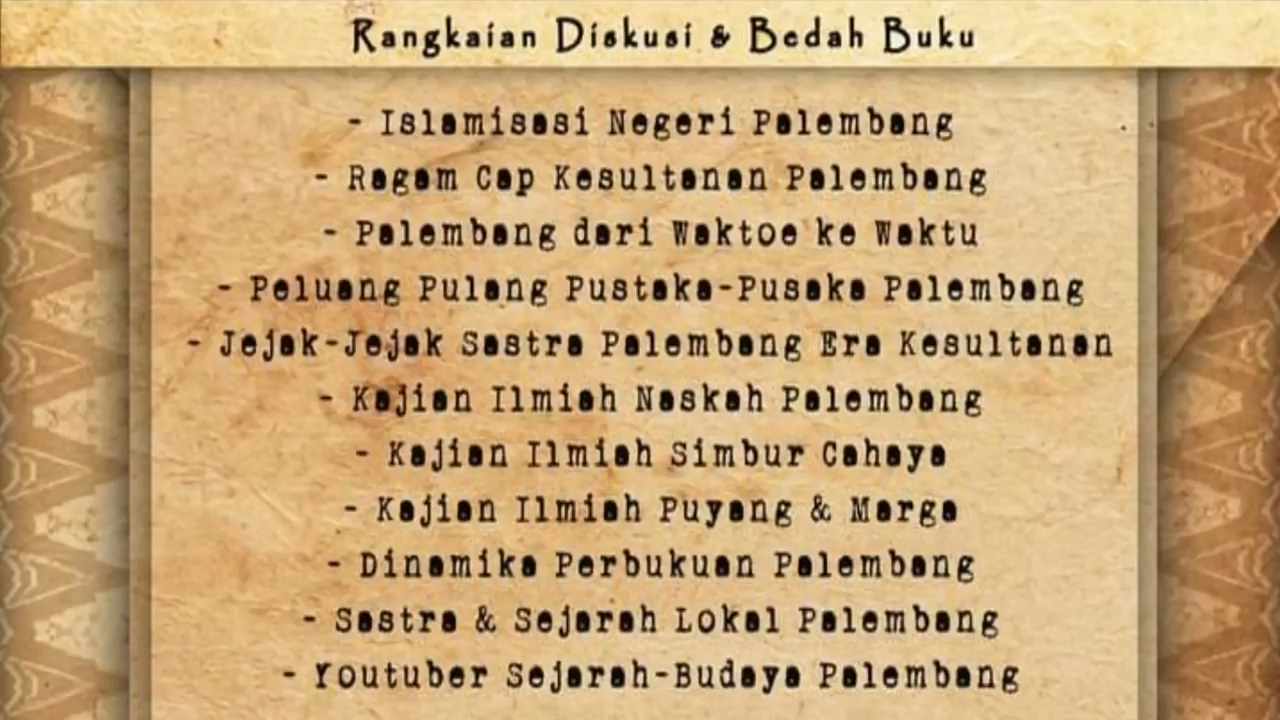 Rangkaian Diskusi & Bedah Buku
- Islamisasi Negeri Palembang
- Ragam Cap Kesultanan Palembang
- Palembang dari Waktoe ke Waktu
- Peluang Pulang Pustaka-Pusaka Palembang
- Jejak-Jejak Sastra Palembang Era Kesultanan
- Kajian Ilmiah Naskah Palembang
- Kajian Ilmiah Simbur Cahaya
- Kajian Ilmiah Puyang & Marga
- Dinamika Perbukuan Palembang
- Sastra & Sejarah Lokal Palembang
- Youtuber Sejarah-Budaya Palembang